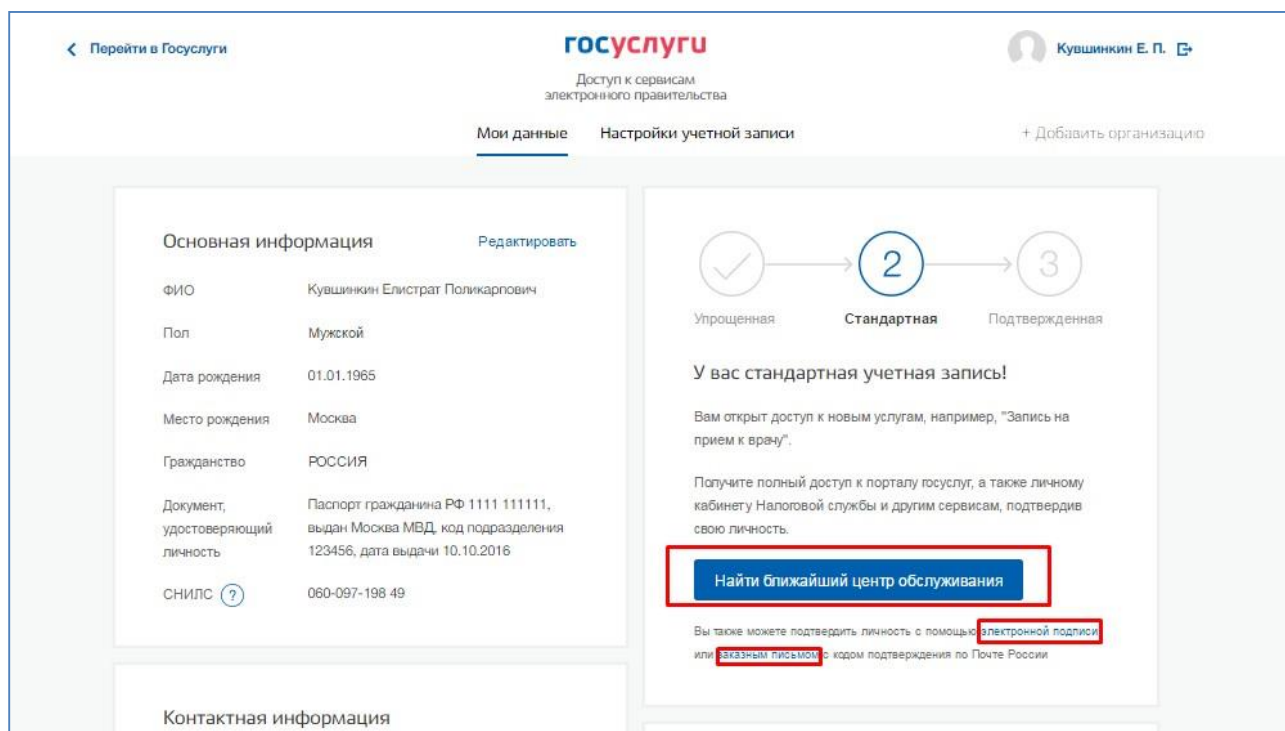 Перейти в Госуслуги
госуслуги
Кувшинкин Е. П.
Доступ к сервисам
электронного правительства
Мои данные Настройки учетной записи + Добавить организацию
Основная информация Редактировать
ФИО Кувшинкин Елистрат Поликарпович
Пол Мужской
Дата рождения 01.01.1965
Место рождения Москва
Гражданство РОССИЯ
Документ, удостоверяющий личность
Паспорт гражданина РФ 1111 111111,
выдан Москва МВД, код подразделения
123456, дата выдачи 10.10.2016
СНИЛС ? 060-097-198 49
Контактная информация
2 3
Упрощенная Стандартная Подтвержденная
У вас стандартная учетная запись!
Вам открыт доступ к новым услугам, например, "Запись на
прием к врачу".
Получите полный доступ к порталу госуслуг, а также личному
кабинету Налоговой службы и другим сервисам, подтвердив
свою личность.
Найти ближайший центр обслуживания
Вы также можете подтвердить личность с помощью электронной подписи
или заказным письмом с кодом подтверждения по Почте России